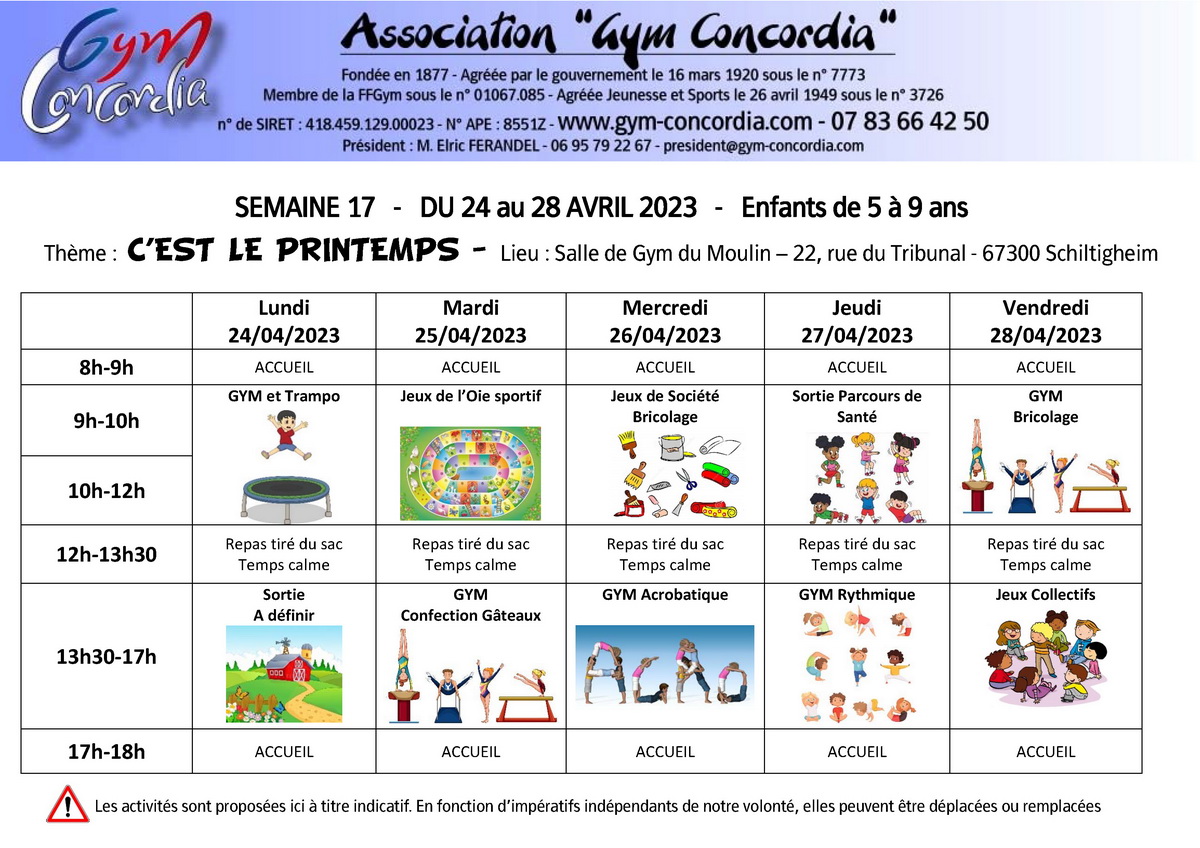 Gym
Concordia
Association "Gym Concordia"
Fondée en 1877 - Agréée par le gouvernement le 16 mars 1920 sous le n° 7773
Membre de la FFGym sous le n° 01067.085 - Agréée Jeunesse et Sports le 26 avril 1949 sous le n° 3726
n° de SIRET : 418.459.129.00023 - N° APE : 8551Z - www.gym-concordia.com - 07 83 66 42 50
Président : M. Elric FERANDEL - 06 95 79 22 67 - president@gym-concordia.com
SEMAINE 17 - DU 24 au 28 AVRIL 2023 - Enfants de 5 à 9 ans
Thème : C'EST LE PRINTEMPS - Lieu : Salle de Gym du Moulin – 22, rue du Tribunal - 67300 Schiltigheim
Lundi Mardi Mercredi Jeudi Vendredi
24/04/2023 25/04/2023 26/04/2023 27/04/2023 28/04/2023
8h-9h ACCUEIL ACCUEIL ACCUEIL ACCUEIL ACCUEIL
GYM et Trampo Jeux de l'Oie sportif Jeux de Société Sortie Parcours de GYM
9h-10h Bricolage Santé Bricolage
10h-12h
12h-13h30 Repas tiré du sac Repas tiré du sac Repas tiré du sac Repas tiré du sac Repas tiré du sac
Temps calme Temps calme Temps calme Temps calme Temps calme
Sortie GYM GYM Acrobatique GYM Rythmique Jeux Collectifs
A définir Confection Gâteaux
13h30-17h
17h-18h ACCUEIL ACCUEIL ACCUEIL ACCUEIL ACCUEIL
Les activités sont proposées ici à titre indicatif. En fonction d'impératifs indépendants de notre volonté, elles peuvent être déplacées ou remplacées